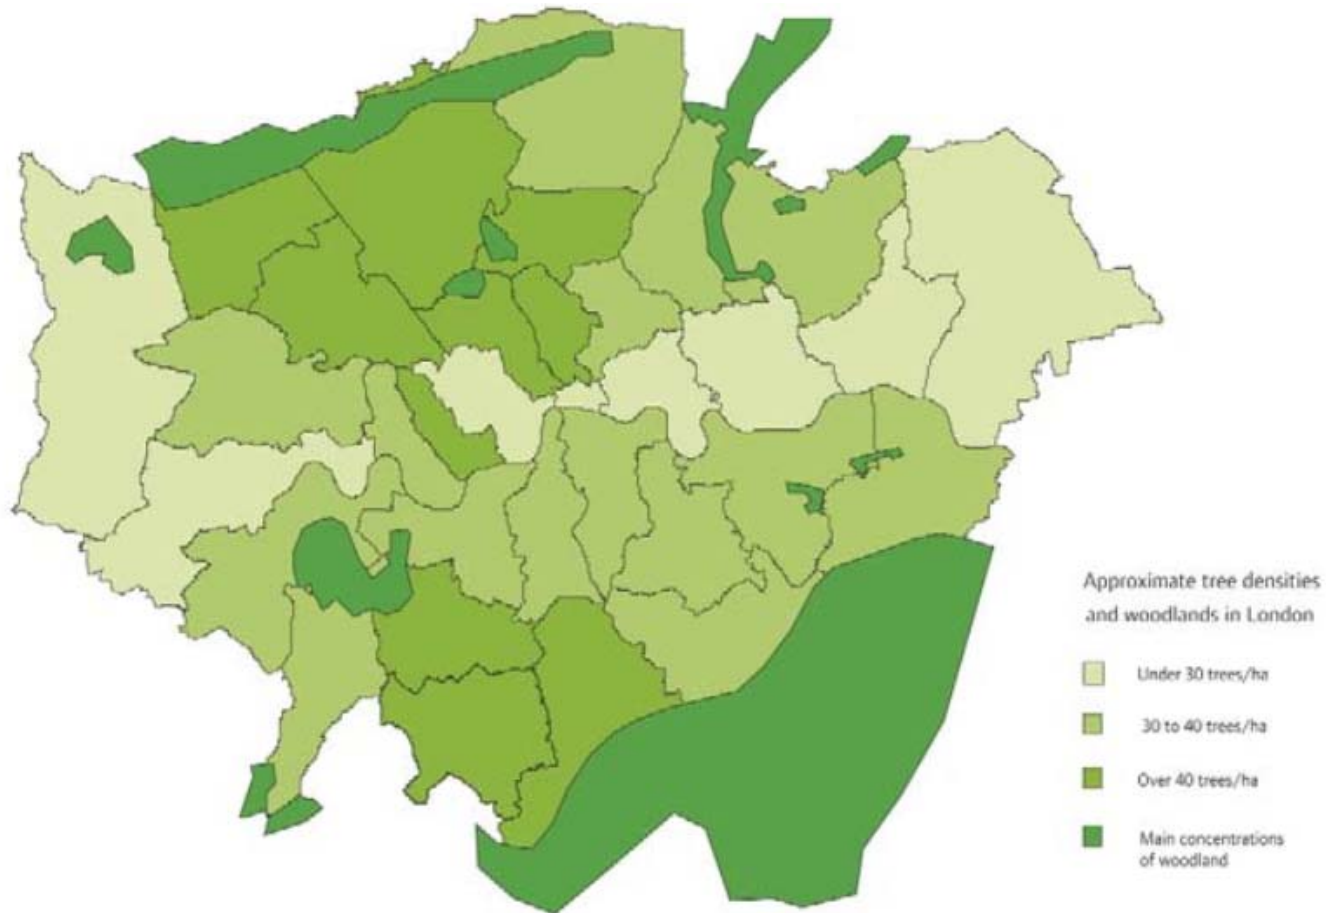 Approximate tree densities
and woodlands in London
Under 30 trees/ha
30 to 40 trees/ha
Over 40 trees/ha
Main concentrations
of woodland